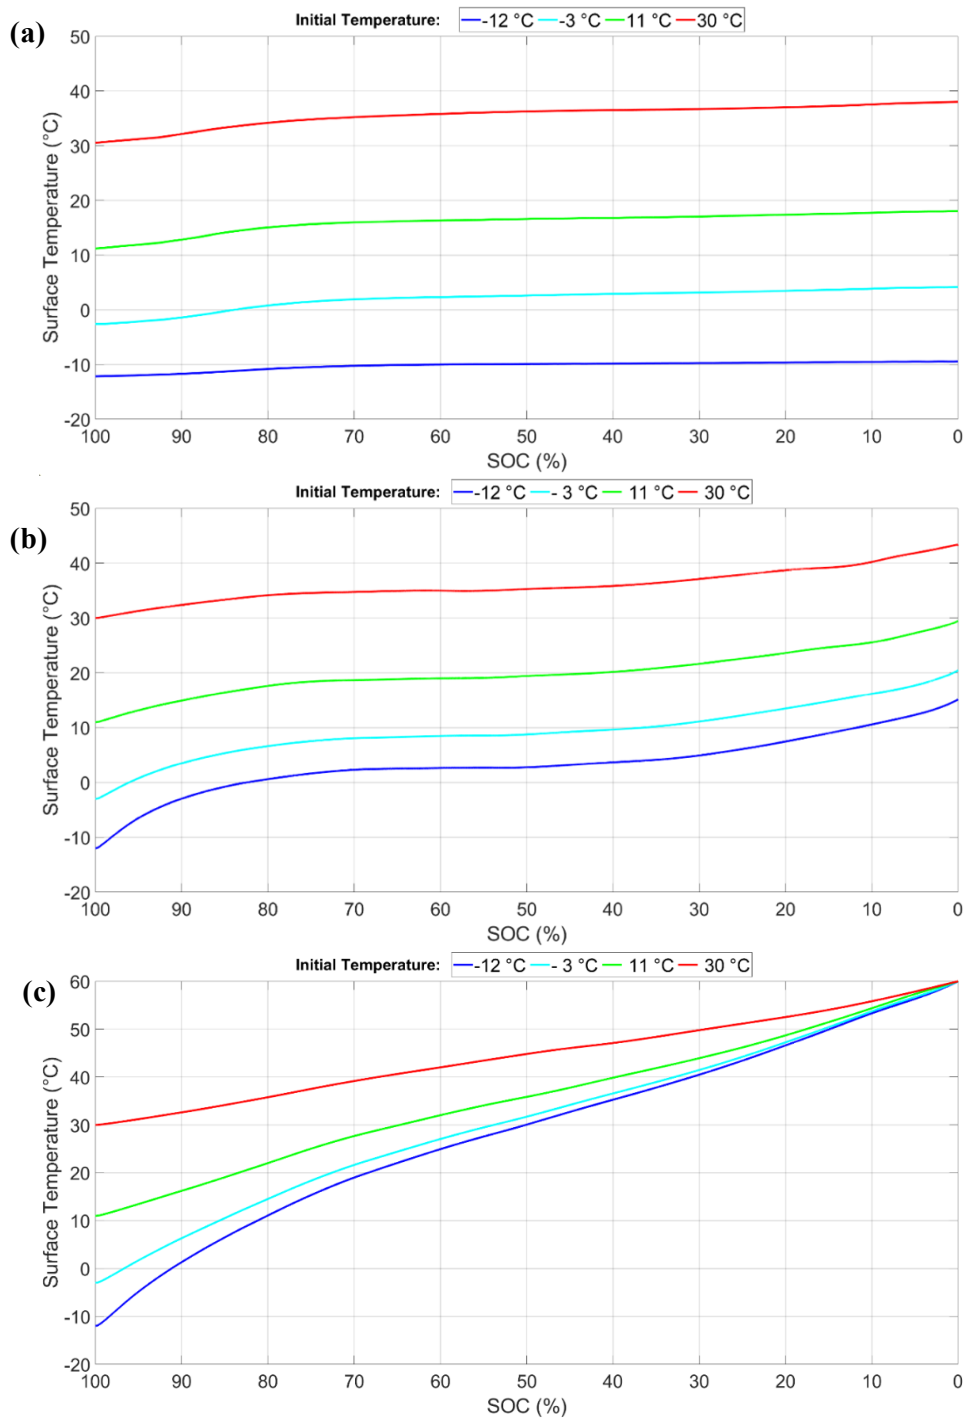 (a)
Initial Temperature: -12 °C -3 °C 11 °C 30 °C
50
40
30
20
10
0
-10
-20
Surface Temperature (°C)
100 90 80 70 60 50 40 30 20 10 0
SOC (%)
(b)
Initial Temperature: -12 °C - 3 °C 11 °C 30 °C
50
40
30
20
10
0
-10
-20
Surface Temperature (°C)
100 90 80 70 60 50 40 30 20 10 0
SOC (%)
(c)
Initial Temperature: -12 °C - 3 °C 11 °C 30 °C
60
50
40
30
20
10
0
-10
-20
Surface Temperature (°C)
100 90 80 70 60 50 40 30 20 10 0
SOC (%)